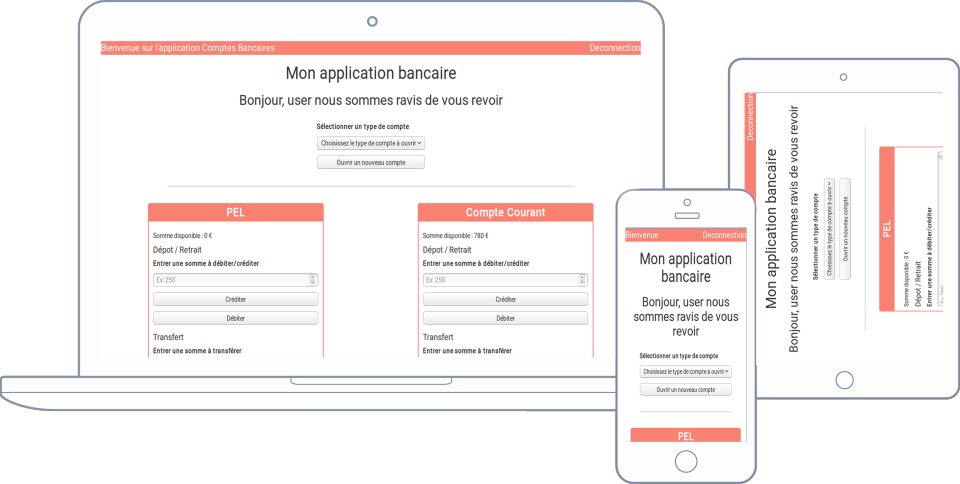 Bienvenue sur l'application Comptes Bancaires
Deconnection
Mon application bancaire
Bonjour, user nous sommes ravis de vous revoir
Sélectionner un type de compte
Choisissez le type de compte à ouvrir
Ouvrir un nouveau compte
PEL
Somme disponible : 0 €
Dépot / Retrait
Entrer une somme à débiter/créditer
Ex: 250
Créditer
Débiter
Transfert
Entrer une somme à transférer
Compte Courant
Somme disponible : 780 €
Dépot / Retrait
Entrer une somme à débiter/créditer
Ex: 250
Créditer
Débiter
Transfert
Entrer une somme à transférer
Bienvenue
Deconnection
Mon application
bancaire
Bonjour, user nous
sommes ravis de vous
revoir
Sélectionner un type de compte
Choisissez le type de compte à ouvrir
Ouvrir un nouveau compte
PEL
Deconnection
Mon application bancaire
Bonjour, user nous sommes ravis de vous revoir
Sélectionner un type de compte
Choisissez le type de compte à ouvrir
Ouvrir un nouveau compte
PEL
Somme disponible : 0 €
Dépot / Retrait
Entrer une somme à débiter/créditer